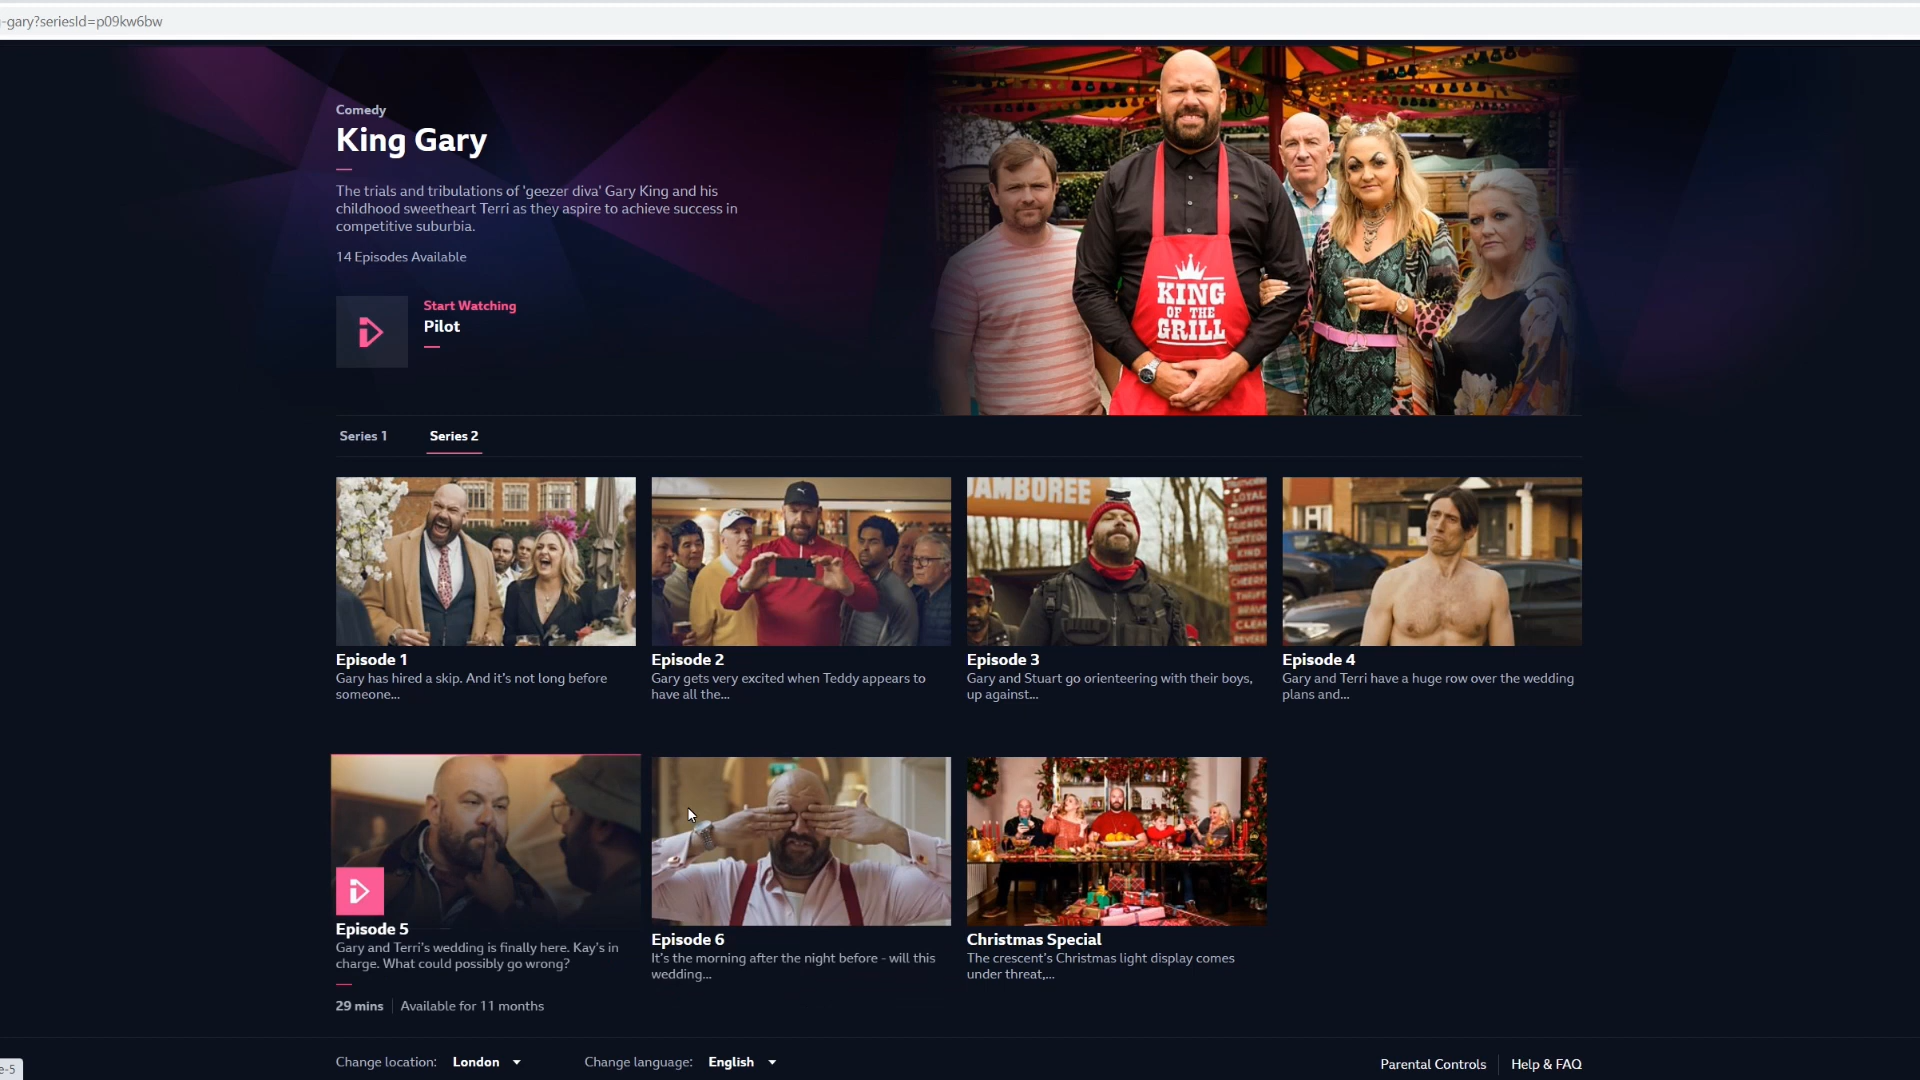 -gary?seriesId=p09kw6bw
Comedy
King Gary
The trials and tribulations of 'geezer diva' Gary King and his
childhood sweetheart Terri as they aspire to achieve success in
competitive suburbia.
14 Episodes Available
Start Watching
Pilot
KING
OF THE
GRILL
Series 1
Series 2
JAMBOREE
LOYAL
KIND
THRIFT
BRAVE
CLEAN
Episode 1
Gary has hired a skip. And it's not long before
someone...
Episode 2
Gary gets very excited when Teddy appears to
have all the...
Episode 3
Gary and Stuart go orienteering with their boys,
up against...
Episode 4
Gary and Terri have a huge row over the wedding
plans and...
Episode 5
Gary and Terri's wedding is finally here. Kay's in
charge. What could possibly go wrong?
29 mins
Available for 11 months
Episode 6
It's the morning after the night before - will this
wedding...
Christmas Special
The crescent's Christmas light display comes
under threat,...
Change location: London
Change language: English
Parental Controls
Help & FAQ
e-5